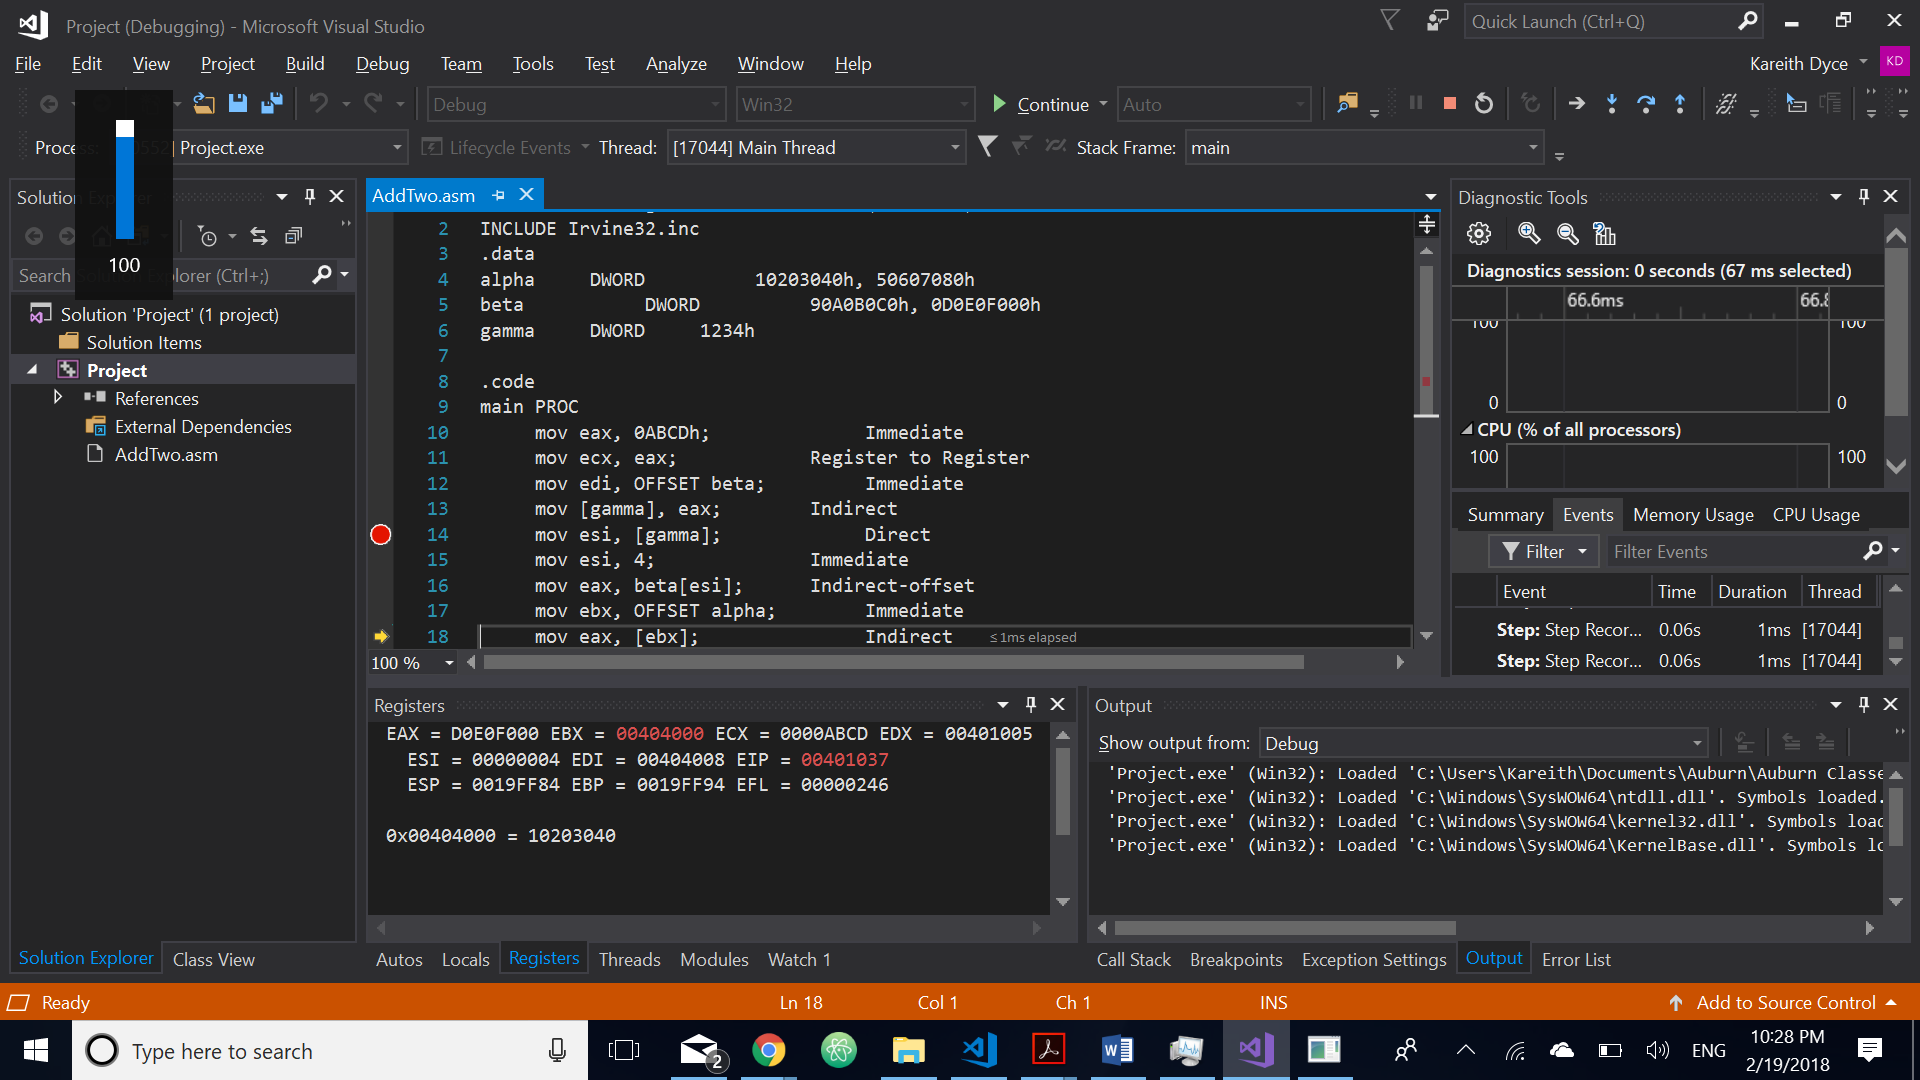 Project (Debugging) - Microsoft Visual Studio
Quick Launch (Ctrl+Q)
File Edit View Project Build Debug Team Tools Test Analyze Window Help
Kareith Dyce
KD
Debug
Win32
Continue
Auto
Process:
Project.exe
Lifecycle Events
Thread:
[17044] Main Thread
Stack Frame:
main
100
Solution
Search
Explorer (Ctrl+;)
Solution 'Project' (1 project)
Solution Items
Project
References
External Dependencies
AddTwo.asm
Solution Explorer
Class View
AddTwo.asm
2 INCLUDE Irvine32.inc
3 .data
4 alpha DWORD 10203040h, 50607080h
5 beta DWORD 90A0B0C0h, 0D0E0F000h
6 gamma DWORD 1234h
7
8 .code
9 main PROC
10 mov eax, 0ABCDh; Immediate
11 mov ecx, eax; Register to Register
12 mov edi, OFFSET beta; Immediate
13 mov [gamma], eax; Indirect
14 mov esi, [gamma]; Direct
15 mov esi, 4; Immediate
16 mov eax, beta[esi]; Indirect-offset
17 mov ebx, OFFSET alpha; Immediate
18 mov eax, [ebx]; Indirect ≤1ms elapsed
100 %
Diagnostic Tools
Diagnostics session: 0 seconds (67 ms selected)
66.6ms
100 100
0 0
CPU (% of all processors)
100 100
Summary Events Memory Usage CPU Usage
Filter
Filter Events
Event Time Duration Thread
Step: Step Recor... 0.06s 1ms [17044]
Step: Step Recor... 0.06s 1ms [17044]
Registers
EAX = D0E0F000 EBX = 00404000 ECX = 0000ABCD EDX = 00401005
ESI = 00000004 EDI = 00404008 EIP = 00401037
ESP = 0019FF84 EBP = 0019FF94 EFL = 00000246
0x00404000 = 10203040
Autos Locals Registers Threads Modules Watch 1
Output
Show output from: Debug
'Project.exe' (Win32): Loaded 'C:\Users\Kareith\Documents\Auburn\Auburn Classe
'Project.exe' (Win32): Loaded 'C:\Windows\SysWOW64\ntdll.dll'. Symbols loaded.
'Project.exe' (Win32): Loaded 'C:\Windows\SysWOW64\kernel32.dll'. Symbols load
'Project.exe' (Win32): Loaded 'C:\Windows\SysWOW64\KernelBase.dll'. Symbols lo
Call Stack Breakpoints Exception Settings Output Error List
Ready
Ln 18
Col 1
Ch 1
INS
Add to Source Control
Type here to search
2
ENG
10:28 PM
2/19/2018